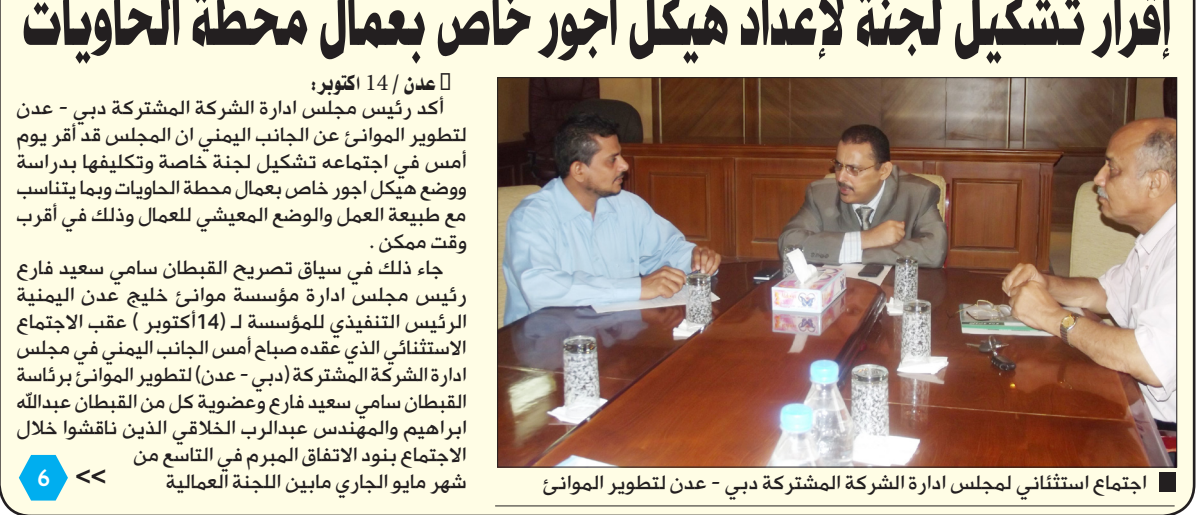 إقرار تشكيل لجنة لإعداد هيكل أجور خاص بعمال محطة الحاويات
عدن / 14 اكتوبر:
أكد رئيس مجلس ادارة الشركة المشتركة دبي - عدن
لتطوير الموانئ عن الجانب اليمني ان المجلس قد أقر يوم
أمس في اجتماعه تشكيل لجنة خاصة وتكليفها بدراسة
ووضع هيكل اجور خاص بعمال محطة الحاويات وبما يتناسب
مع طبيعة العمل والوضع المعيشي للعمال وذلك في أقرب
وقت ممكن .
جاء ذلك في سياق تصريح القبطان سامي سعيد فارع
رئيس مجلس ادارة مؤسسة موانئ خليج عدن اليمنية
الرئيس التنفيذي للمؤسسة لـ (14أكتوبر ) عقب الاجتماع
الاستثنائي الذي عقده صباح أمس الجانب اليمني في مجلس
ادارة الشركة المشتركة (دبي - عدن) لتطوير الموانئ برئاسة
القبطان سامي سعيد فارع وعضوية كل من القبطان عبدالله
ابراهيم والمهندس عبدالرب الخلاقي الذين ناقشوا خلال
الاجتماع بنود الاتفاق المبرم في التاسع من
شهر مايو الجاري مابين اللجنة العمالية
>> 6
اجتماع استثئاني لمجلس ادارة الشركة المشتركة دبي - عدن لتطوير الموانئ